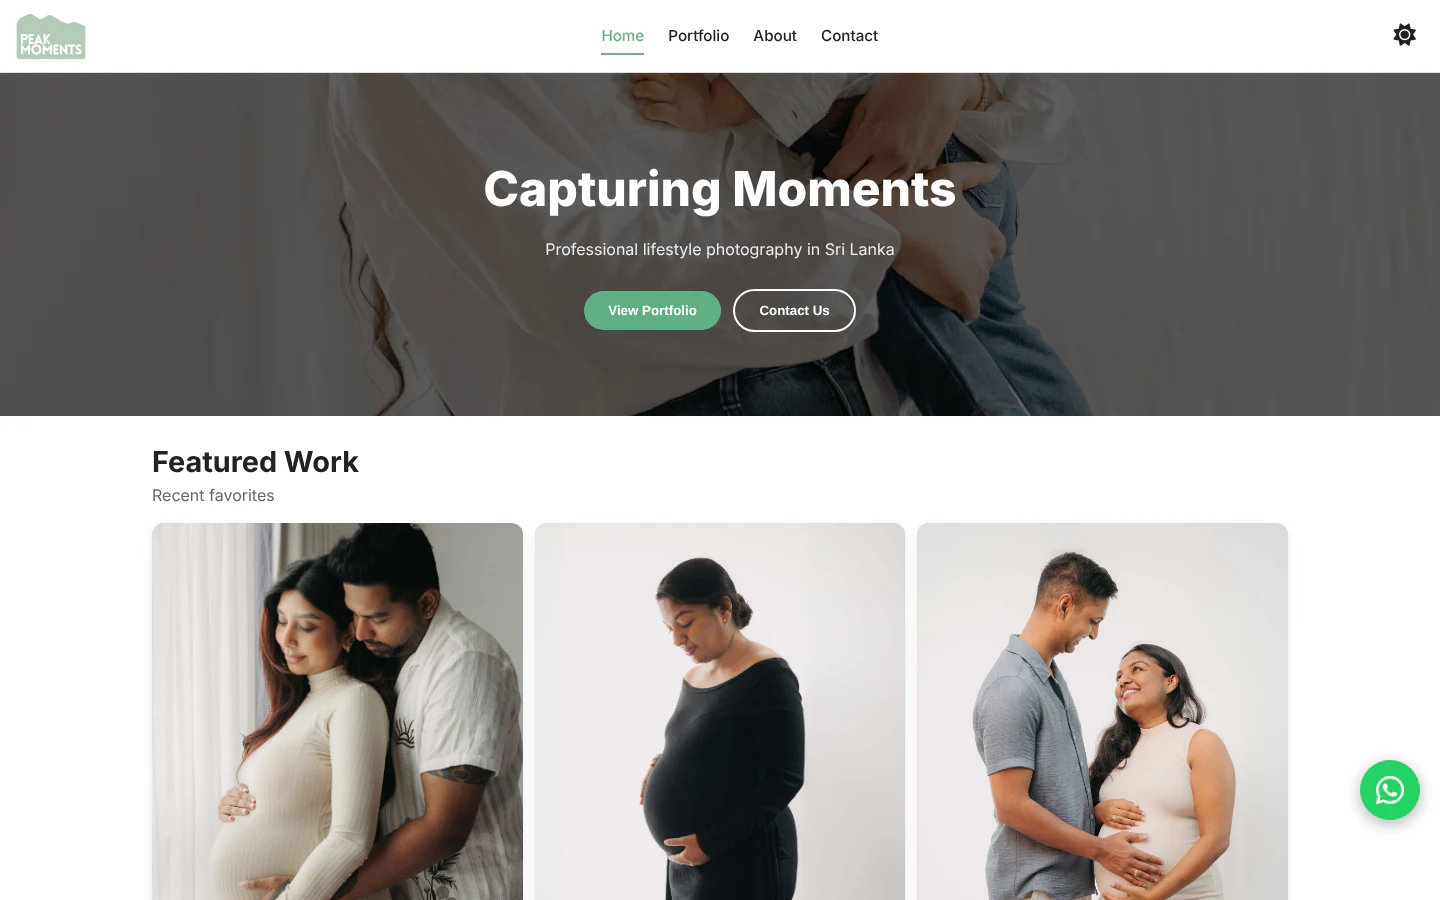 PEAK
MOMENTS
Home
Portfolio
About
Contact
Capturing Moments
Professional lifestyle photography in Sri Lanka
View Portfolio
Contact Us
Featured Work
Recent favorites